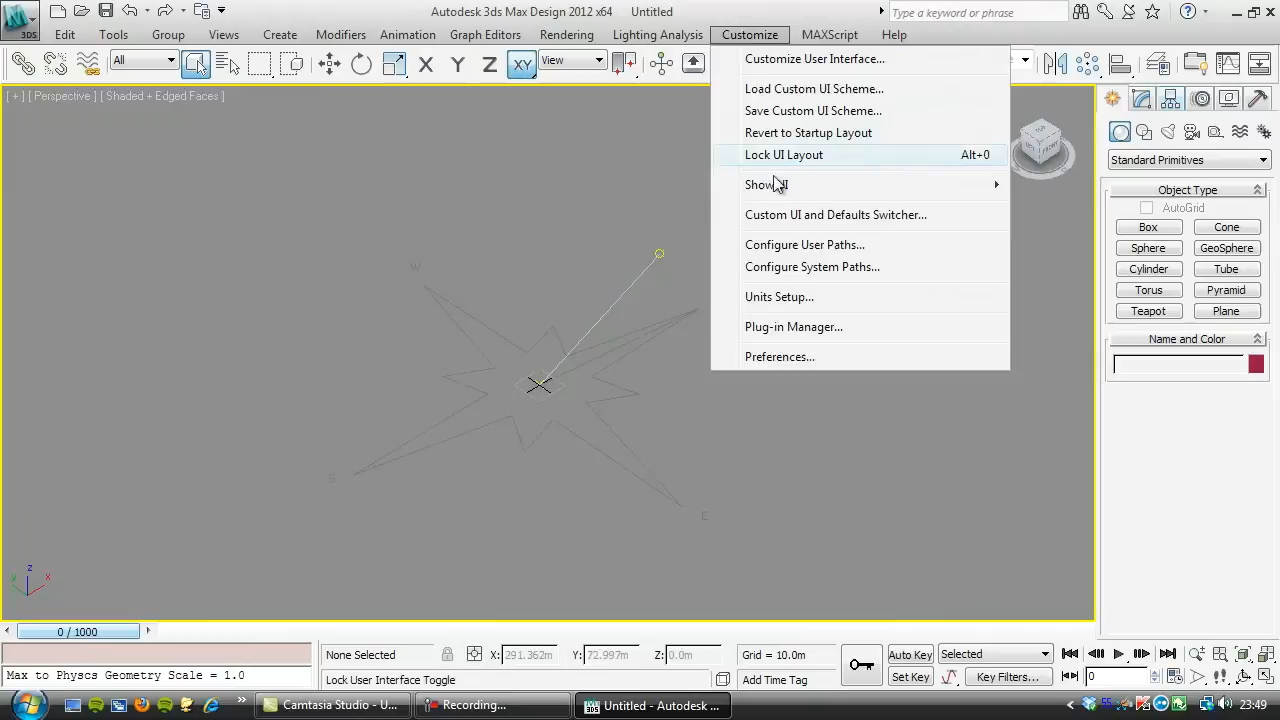 Autodesk 3ds Max Design 2012 x64 Untitled
Type a keyword or phrase
3DS
Edit Tools Group Views Create Modifiers Animation Graph Editors Rendering Lighting Analysis Customize MAXScript Help
All
X Y Z XY View
[ + ] [ Perspective ] [ Shaded + Edged Faces ]
Customize User Interface...
Load Custom UI Scheme...
Save Custom UI Scheme...
Revert to Startup Layout
Lock UI Layout Alt+0
Show UI
Custom UI and Defaults Switcher...
Configure User Paths...
Configure System Paths...
Units Setup...
Plug-in Manager...
Preferences...
TOP
FRONT
Standard Primitives
Object Type
AutoGrid
Box Cone
Sphere GeoSphere
Cylinder Tube
Torus Pyramid
Teapot Plane
Name and Color
W
S
E
z
y x
0 / 1000
None Selected X: 291.362m Y: 72.997m Z: 0.0m Grid = 10.0m Auto Key Selected
Max to Physcs Geometry Scale = 1.0 Lock User Interface Toggle Add Time Tag Set Key Key Filters... 0
Camtasia Studio - U... Recording... Untitled - Autodesk ... 23:49